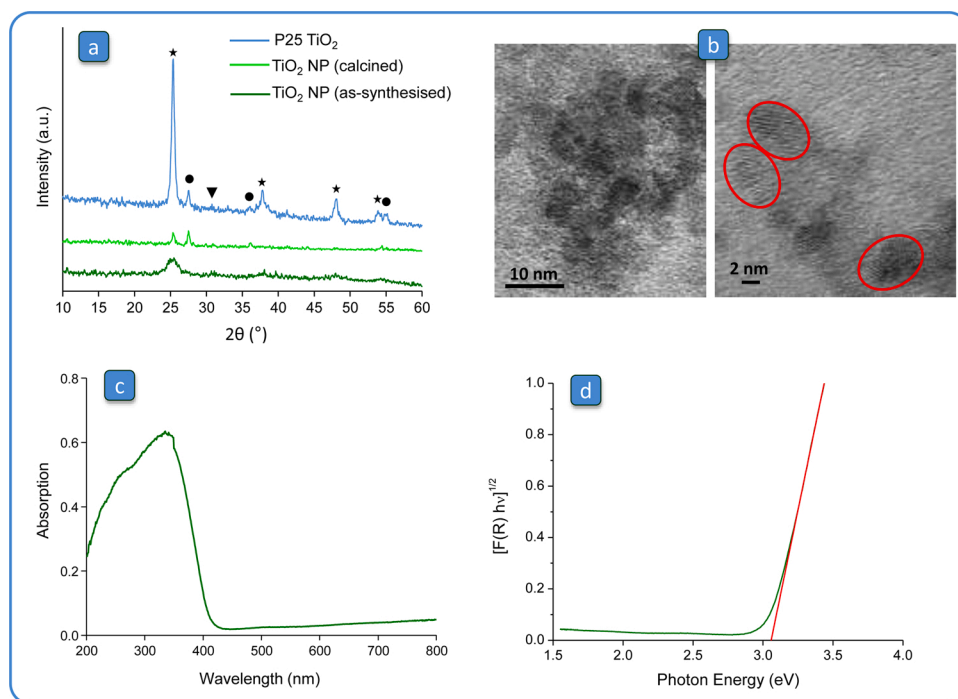 a
P25 TiO₂
TiO₂ NP (calcined)
TiO₂ NP (as-synthesised)
Intensity (a.u.)
10 15 20 25 30 35 40 45 50 55 60
2θ (°)
b
10 nm
2 nm
c
0.8
0.6
0.4
0.2
0.0
Absorption
200 300 400 500 600 700 800
Wavelength (nm)
d
1.0
0.8
0.6
0.4
0.2
0.0
[F(R) hν]^1/2
1.5 2.0 2.5 3.0 3.5 4.0
Photon Energy (eV)